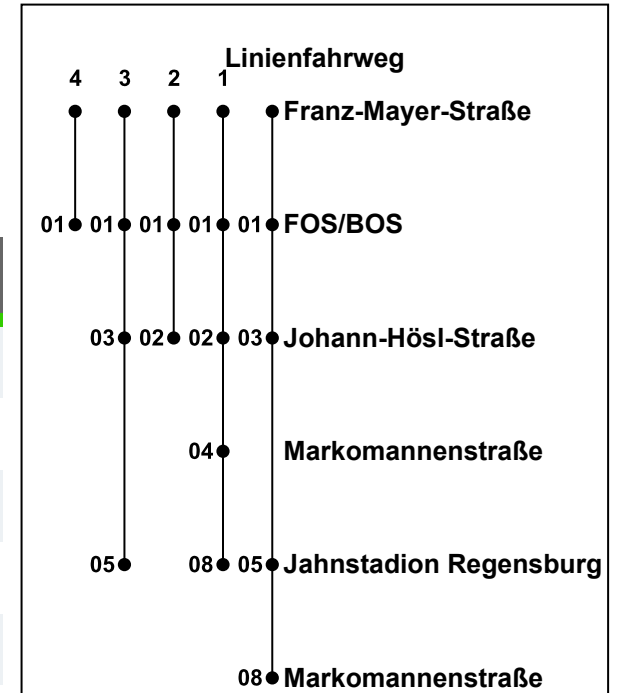 Linienfahrweg
4 3 2 1
Franz-Mayer-Straße
01 01 01 01 01 FOS/BOS
03 02 02 03 Johann-Hösl-Straße
04 Markomannenstraße
05 08 05 Jahnstadion Regensburg
08 Markomannenstraße